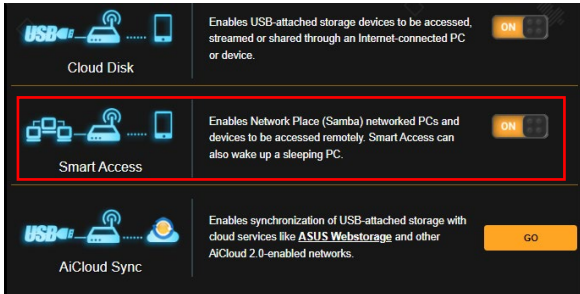 Enables USB-attached storage devices to be accessed,
streamed or shared through an Internet-connected PC
or device.
ON
USB
Cloud Disk
Enables Network Place (Samba) networked PCs and
devices to be accessed remotely. Smart Access can
also wake up a sleeping PC.
ON
Smart Access
Enables synchronization of USB-attached storage with
cloud services like ASUS Webstorage and other
AiCloud 2.0-enabled networks.
GO
USB
AiCloud Sync